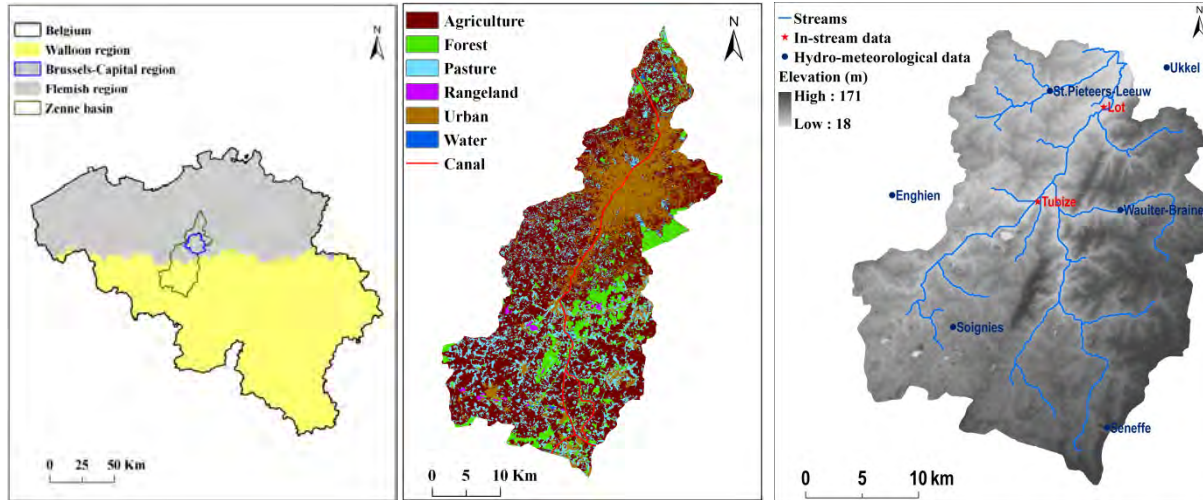 Belgium
Walloon region
Brussels-Capital region
Flemish region
Zenne basin
N
0 25 50 Km
Agriculture
Forest
Pasture
Rangeland
Urban
Water
Canal
N
0 5 10 Km
Streams
In-stream data
Hydro-meteorological data
Elevation (m)
High : 171
Low : 18
N
Ukkel
St.Pieteers-Leeuw
Lot
Enghien
Tubize
Wauiter-Braine
Soignies
Seneffe
0 5 10 km